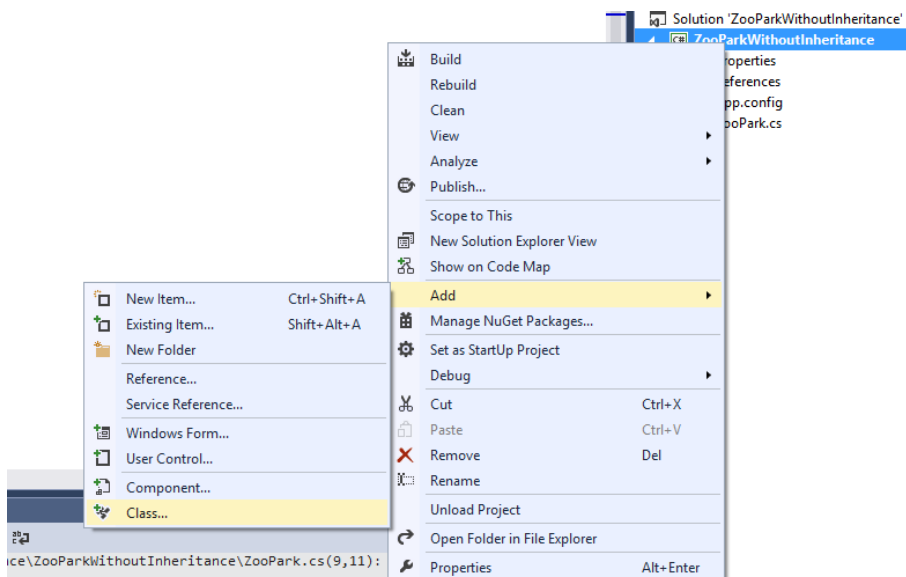 Solution 'ZooParkWithoutInheritance'
C# ZooParkWithoutInheritance
roperties
eferences
pp.config
ooPark.cs
Build
Rebuild
Clean
View
Analyze
Publish...
Scope to This
New Solution Explorer View
Show on Code Map
Add
Manage NuGet Packages...
Set as StartUp Project
Debug
Cut Ctrl+X
Paste Ctrl+V
Remove Del
Rename
Unload Project
Open Folder in File Explorer
Properties Alt+Enter
New Item... Ctrl+Shift+A
Existing Item... Shift+Alt+A
New Folder
Reference...
Service Reference...
Windows Form...
User Control...
Component...
Class...
ce\ZooParkWithoutInheritance\ZooPark.cs(9,11):